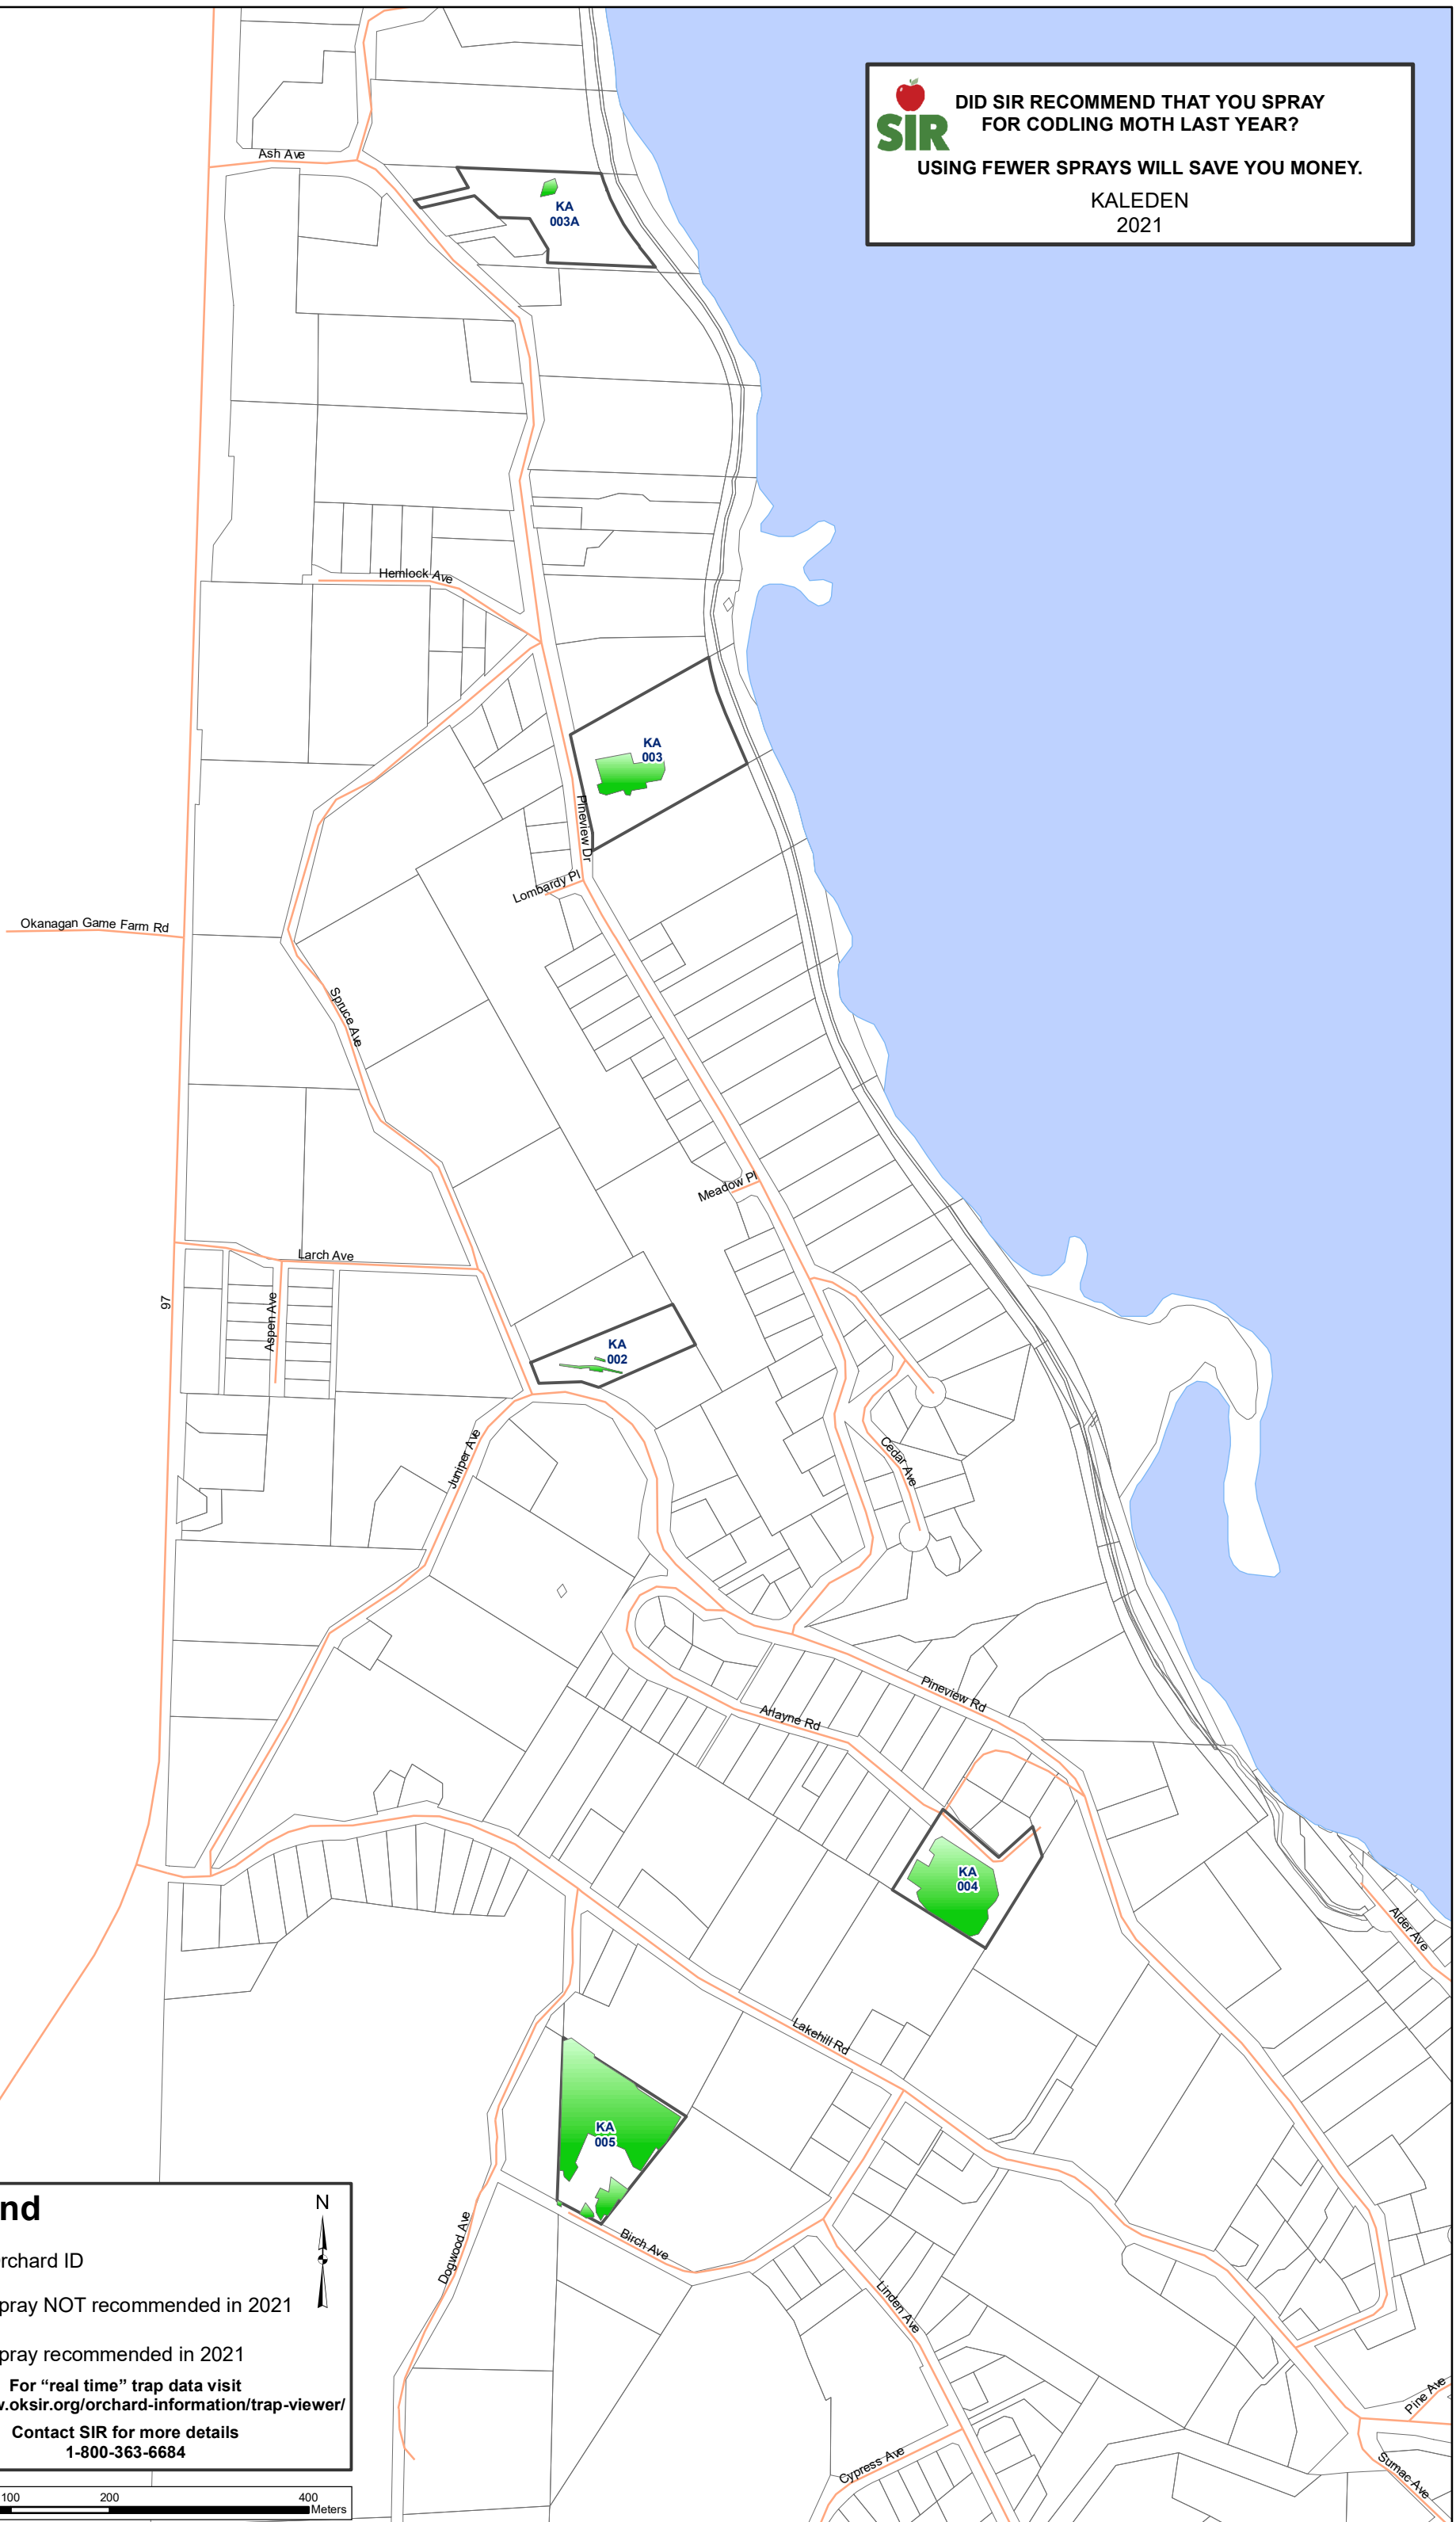 SIR
DID SIR RECOMMEND THAT YOU SPRAY
FOR CODLING MOTH LAST YEAR?
USING FEWER SPRAYS WILL SAVE YOU MONEY.
KALEDEN
2021
Ash Ave
KA
003A
Hemlock Ave
KA
003
Pineview Dr
Lombardy Pl
Okanagan Game Farm Rd
Spruce Ave
Meadow Pl
Larch Ave
97
Aspen Ave
KA
002
Juniper Ave
Cedar Ave
Pineview Rd
Arlayne Rd
KA
004
Alder Ave
Lakehill Rd
KA
005
Birch Ave
Dogwood Ave
Linden Ave
Pine Ave
Cypress Ave
Sumac Ave
nd
N
rchard ID
pray NOT recommended in 2021
pray recommended in 2021
For “real time” trap data visit
.oksir.org/orchard-information/trap-viewer/
Contact SIR for more details
1-800-363-6684
100 200 400
Meters